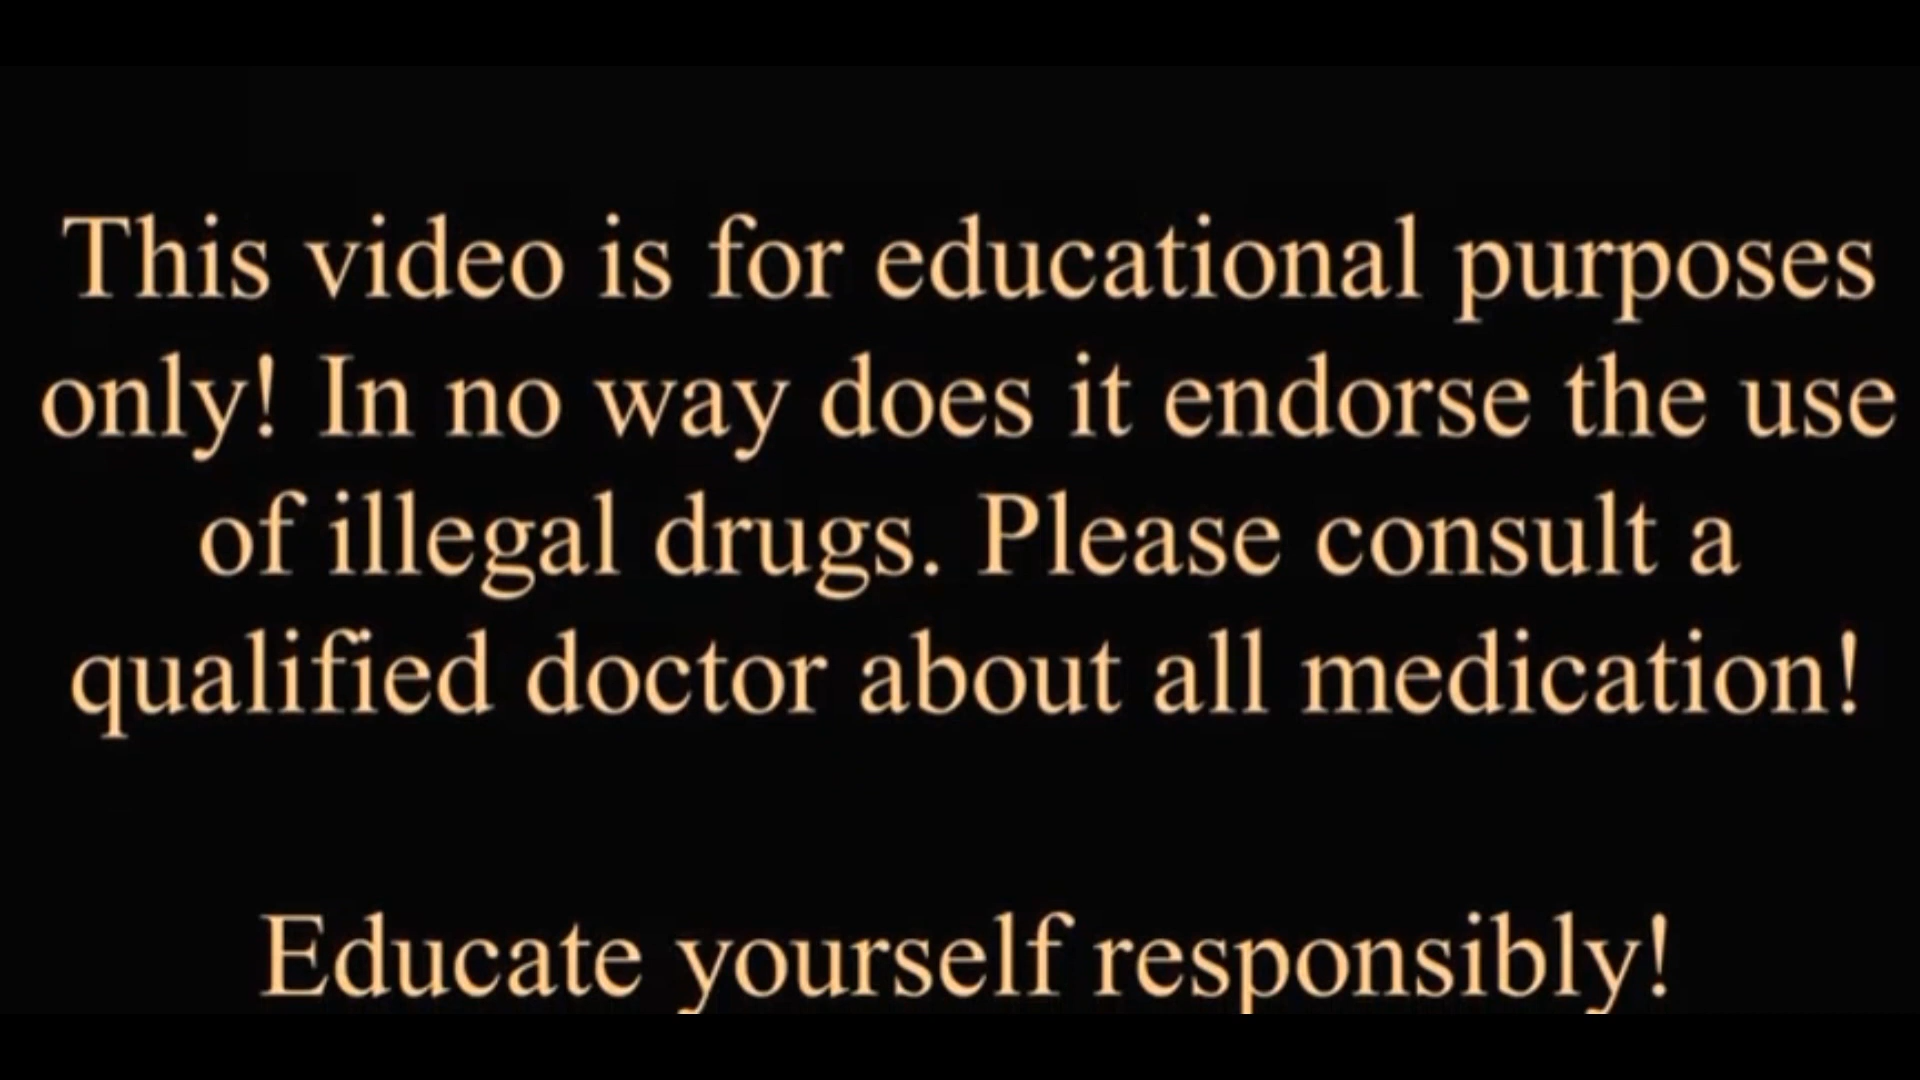 This video is for educational purposes
only! In no way does it endorse the use
of illegal drugs. Please consult a
qualified doctor about all medication!
Educate yourself responsibly!